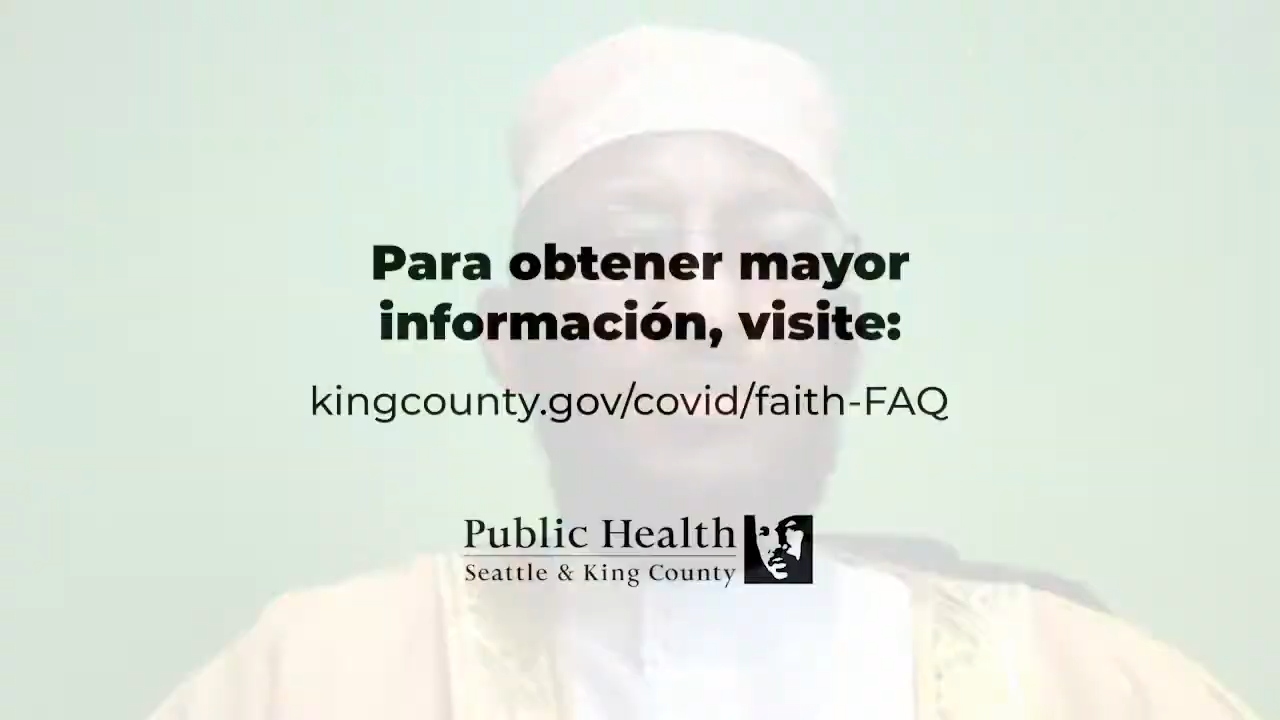 Para obtener mayor
información, visite:
kingcounty.gov/covid/faith-FAQ
Public Health
Seattle & King County